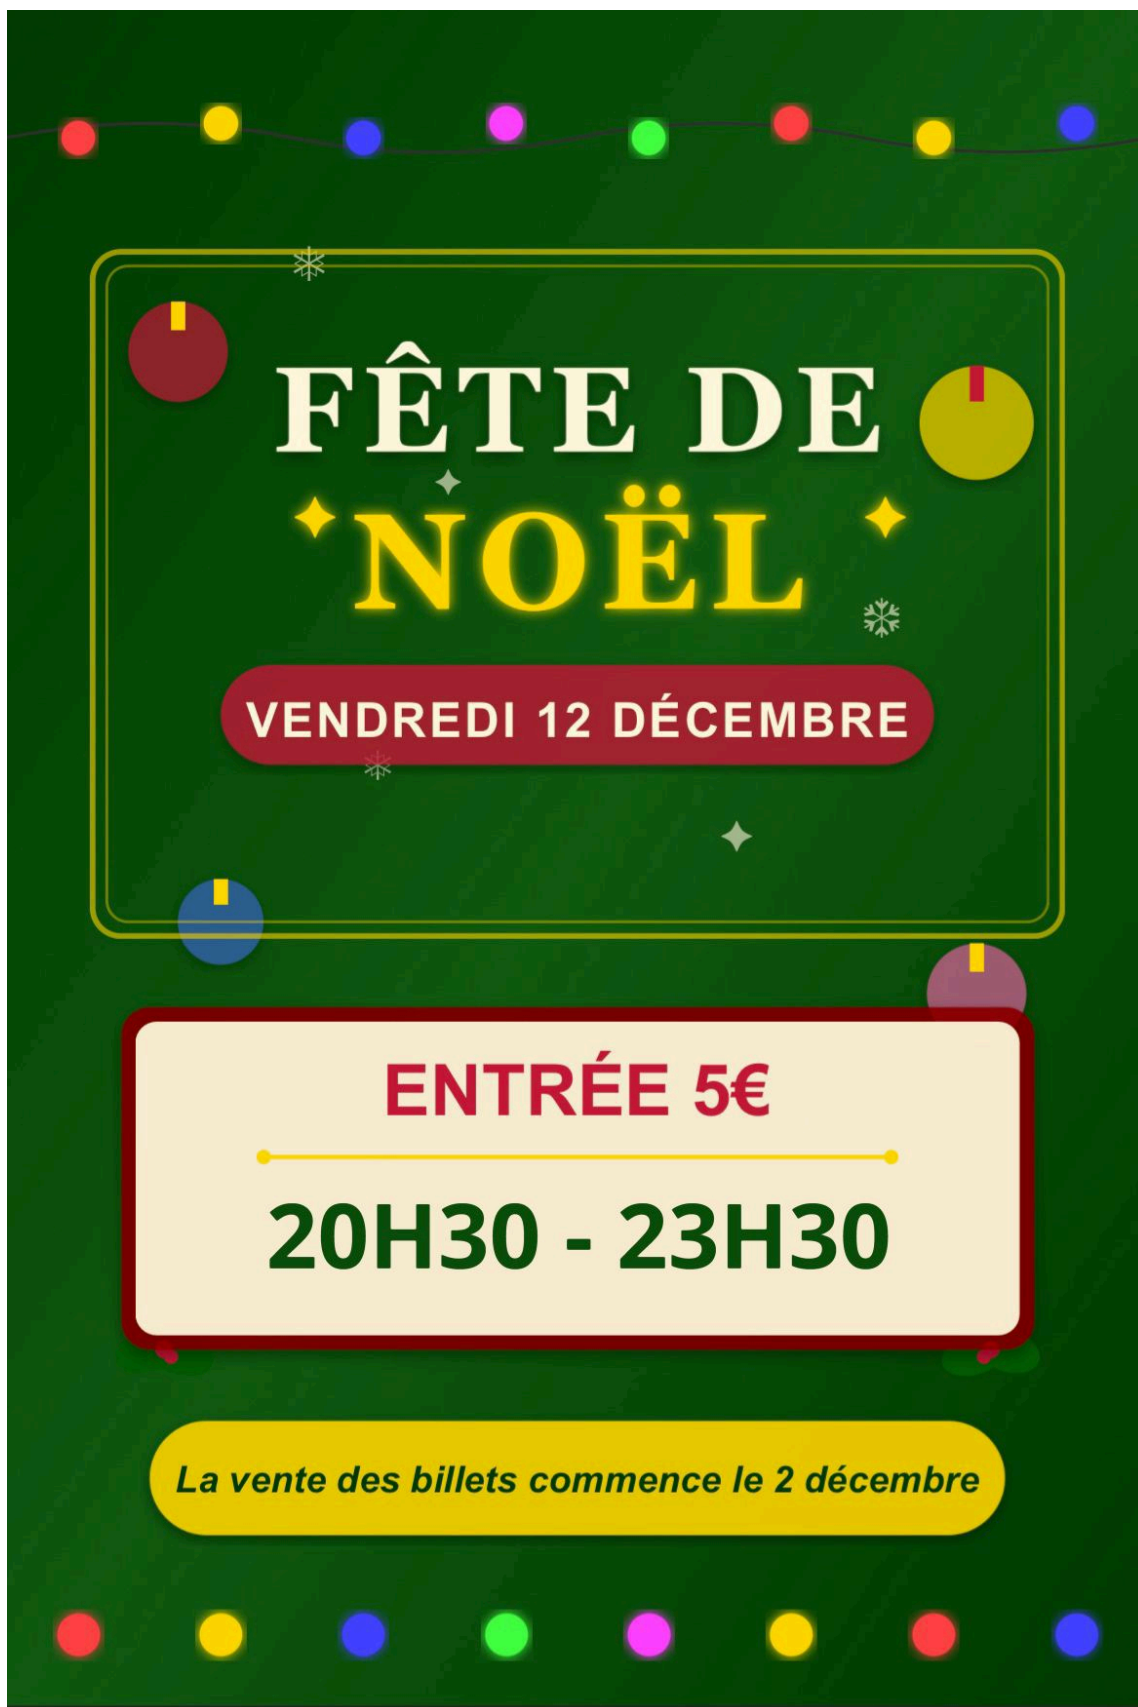 FÊTE DE
NOËL
VENDREDI 12 DÉCEMBRE
ENTRÉE 5€
20H30 - 23H30
La vente des billets commence le 2 décembre